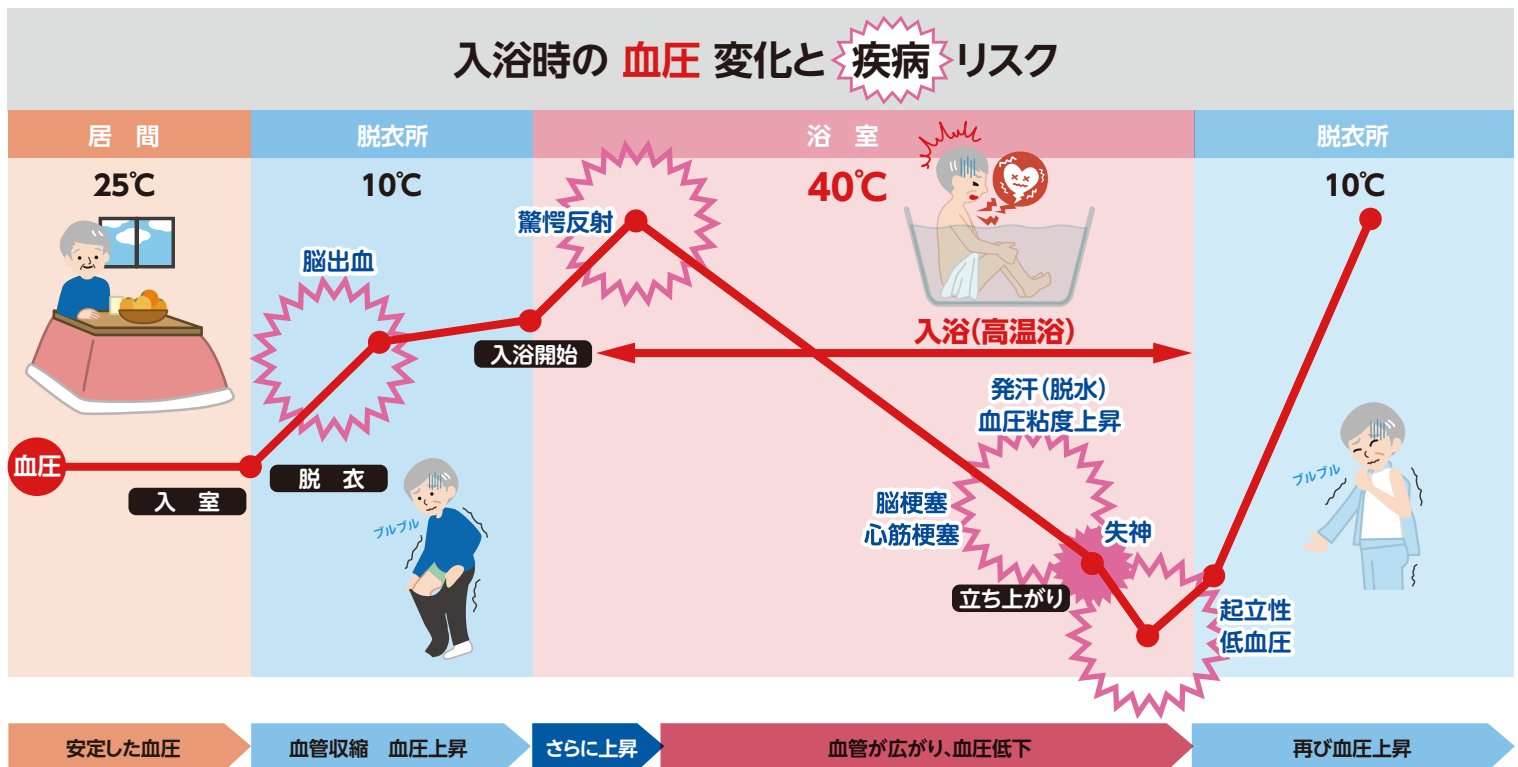 入浴時の 血圧 変化と 疾病 リスク
居 間
脱衣所
浴 室
脱衣所
25℃
10℃
40℃
10℃
驚愕反射
脳出血
入浴(高温浴)
入浴開始
発汗(脱水)
血圧粘度上昇
血圧
脱 衣
入 室
ブルブル
ブルブル
脳梗塞
心筋梗塞
失神
立ち上がり
起立性
低血圧
安定した血圧
血管収縮 血圧上昇
さらに上昇
血管が広がり、血圧低下
再び血圧上昇